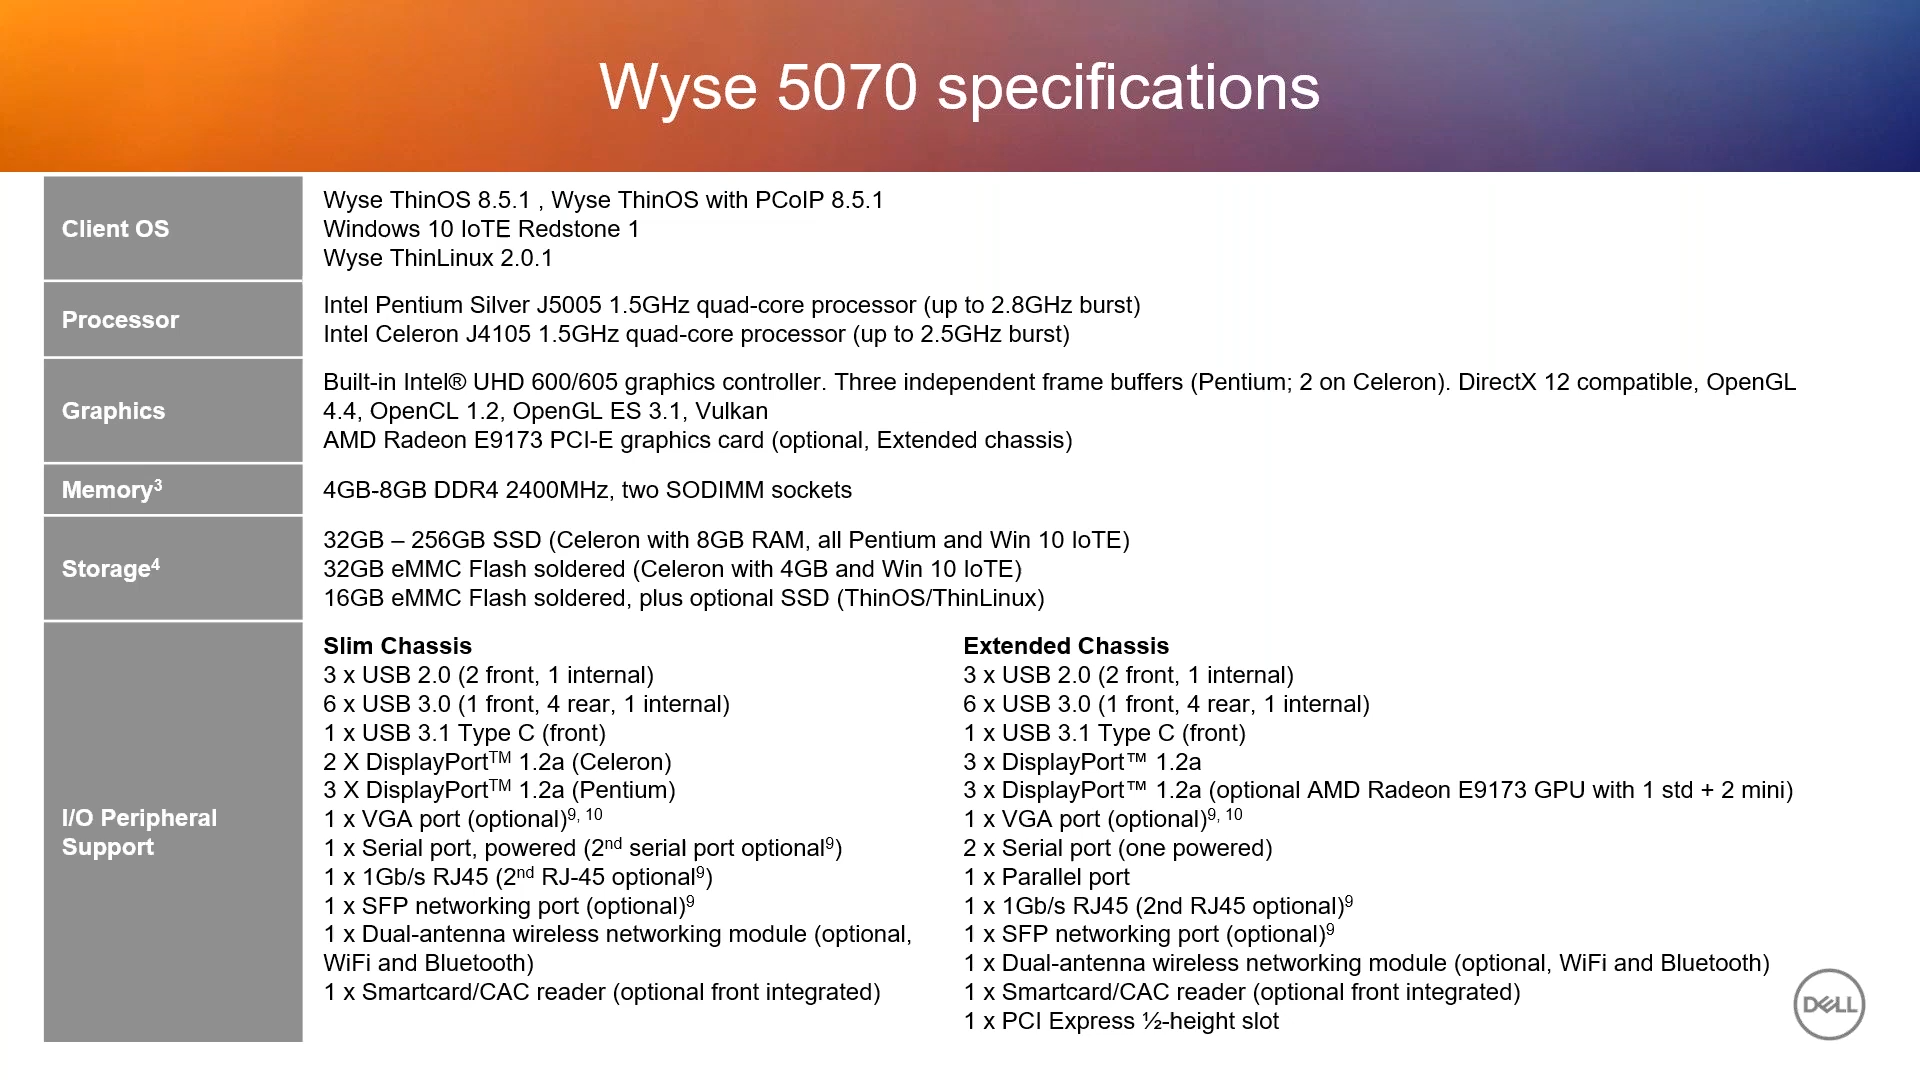 Wyse 5070 specifications
Client OS
Wyse ThinOS 8.5.1 , Wyse ThinOS with PCoIP 8.5.1
Windows 10 IoTE Redstone 1
Wyse ThinLinux 2.0.1
Processor
Intel Pentium Silver J5005 1.5GHz quad-core processor (up to 2.8GHz burst)
Intel Celeron J4105 1.5GHz quad-core processor (up to 2.5GHz burst)
Graphics
Built-in Intel® UHD 600/605 graphics controller. Three independent frame buffers (Pentium; 2 on Celeron). DirectX 12 compatible, OpenGL
4.4, OpenCL 1.2, OpenGL ES 3.1, Vulkan
AMD Radeon E9173 PCI-E graphics card (optional, Extended chassis)
Memory³
4GB-8GB DDR4 2400MHz, two SODIMM sockets
Storage⁴
32GB – 256GB SSD (Celeron with 8GB RAM, all Pentium and Win 10 IoTE)
32GB eMMC Flash soldered (Celeron with 4GB and Win 10 IoTE)
16GB eMMC Flash soldered, plus optional SSD (ThinOS/ThinLinux)
I/O Peripheral
Support
Slim Chassis
3 x USB 2.0 (2 front, 1 internal)
6 x USB 3.0 (1 front, 4 rear, 1 internal)
1 x USB 3.1 Type C (front)
2 X DisplayPort™ 1.2a (Celeron)
3 X DisplayPort™ 1.2a (Pentium)
1 x VGA port (optional)⁹, ¹⁰
1 x Serial port, powered (2nd serial port optional⁹)
1 x 1Gb/s RJ45 (2nd RJ-45 optional⁹)
1 x SFP networking port (optional)⁹
1 x Dual-antenna wireless networking module (optional,
WiFi and Bluetooth)
1 x Smartcard/CAC reader (optional front integrated)
Extended Chassis
3 x USB 2.0 (2 front, 1 internal)
6 x USB 3.0 (1 front, 4 rear, 1 internal)
1 x USB 3.1 Type C (front)
3 x DisplayPort™ 1.2a
3 x DisplayPort™ 1.2a (optional AMD Radeon E9173 GPU with 1 std + 2 mini)
1 x VGA port (optional)⁹, ¹⁰
2 x Serial port (one powered)
1 x Parallel port
1 x 1Gb/s RJ45 (2nd RJ45 optional)⁹
1 x SFP networking port (optional)⁹
1 x Dual-antenna wireless networking module (optional, WiFi and Bluetooth)
1 x Smartcard/CAC reader (optional front integrated)
1 x PCI Express ½-height slot
DELL